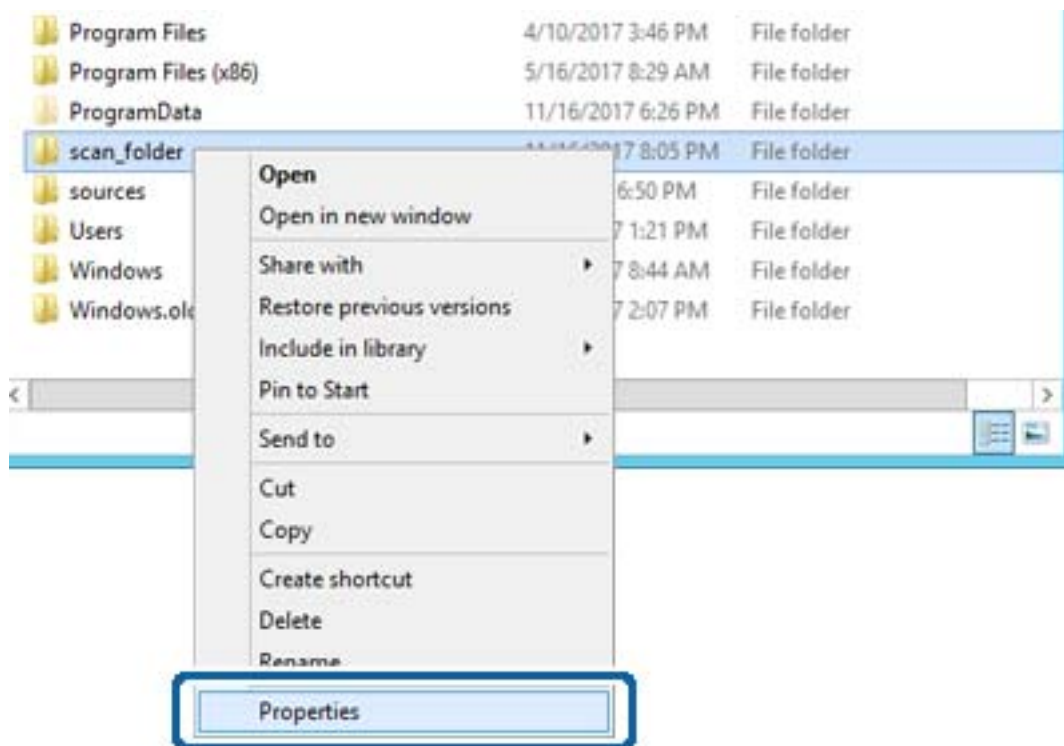 Program Files 4/10/2017 3:46 PM File folder
Program Files (x86) 5/16/2017 8:29 AM File folder
ProgramData 11/16/2017 6:26 PM File folder
scan_folder 17 8:05 PM File folder
sources 6:50 PM File folder
Users 7 1:21 PM File folder
Windows 7 8:44 AM File folder
Windows.old 7 2:07 PM File folder
Open
Open in new window
Share with
Restore previous versions
Include in library
Pin to Start
Send to
Cut
Copy
Create shortcut
Delete
Rename
Properties